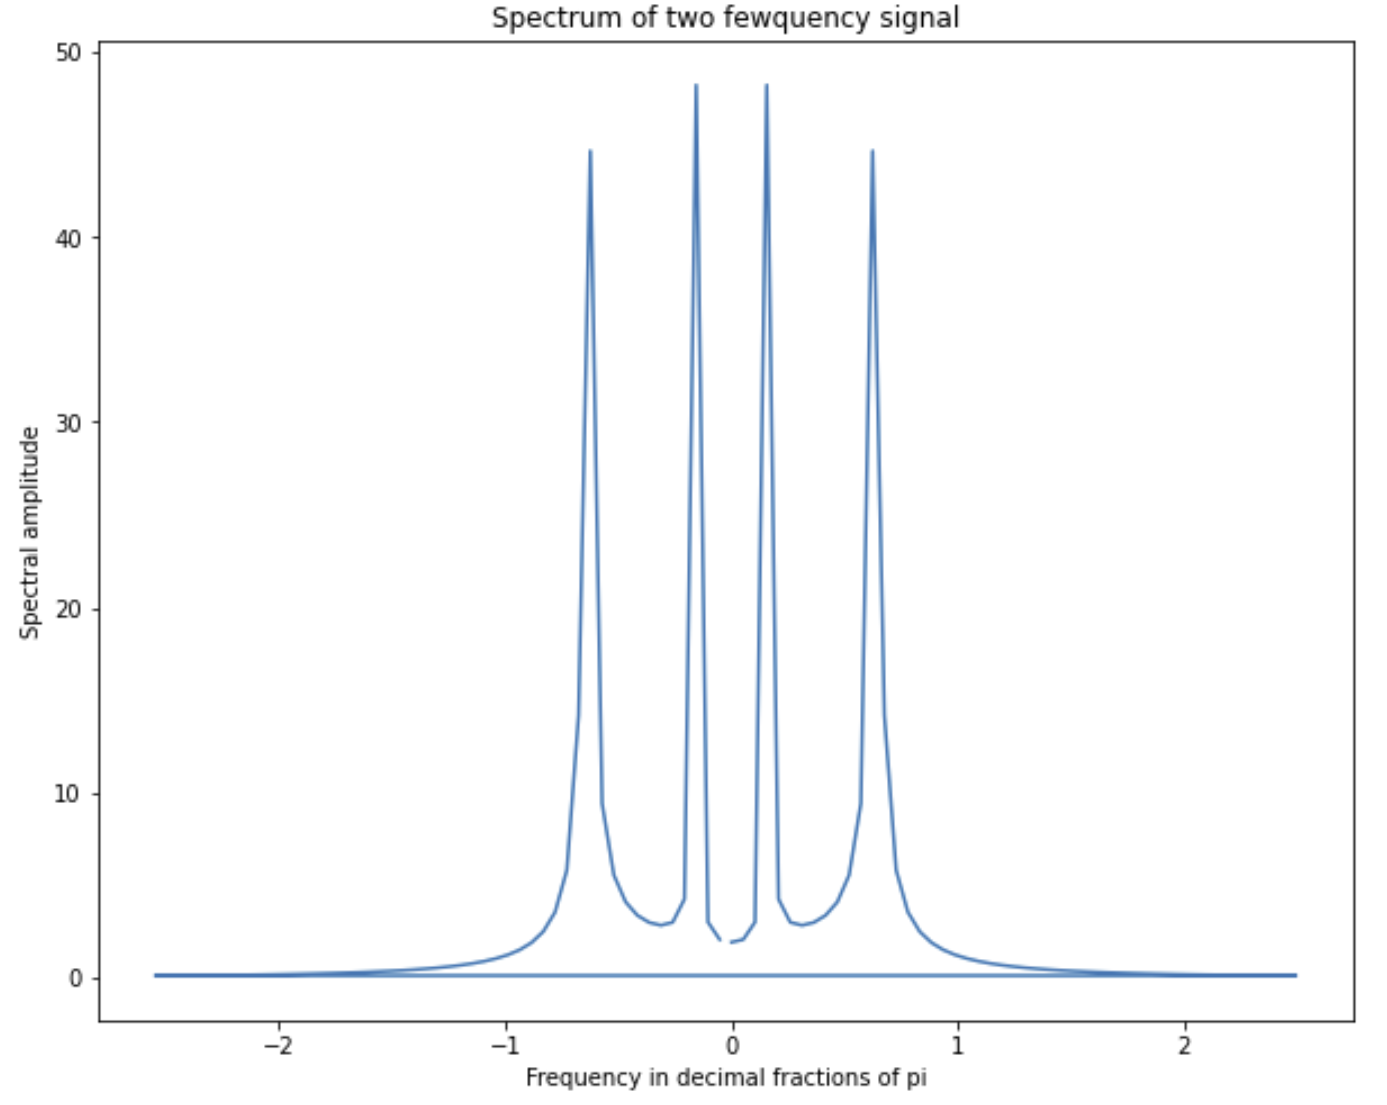 Spectrum of two fewquency signal
50
40
30
20
10
0
Spectral amplitude
−2 −1 0 1 2
Frequency in decimal fractions of pi